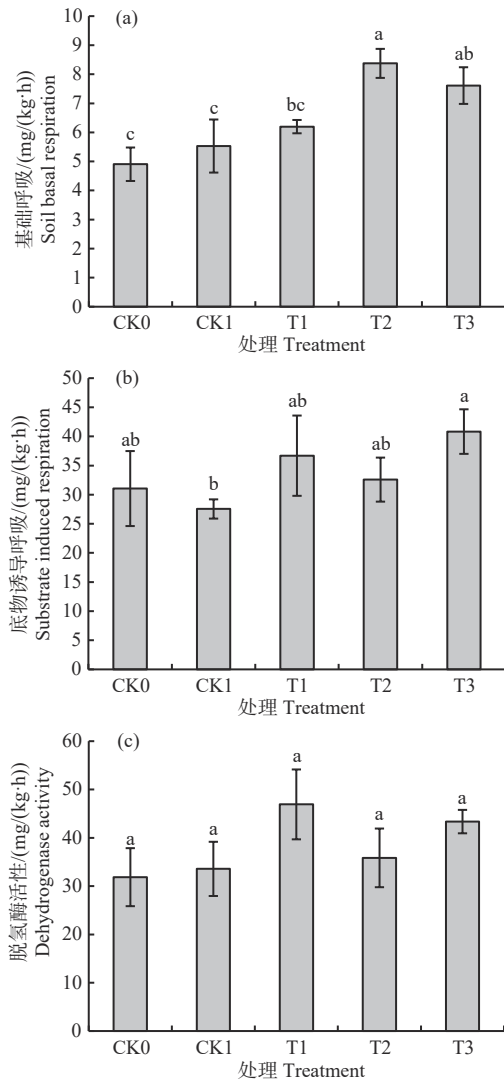 (a)
基础呼吸/(mg/(kg·h))
Soil basal respiration
10
9
8
7
6
5
4
3
2
1
0
c
c
bc
a
ab
CK0 CK1 T1 T2 T3
处理 Treatment
(b)
底物诱导呼吸/(mg/(kg·h))
Substrate induced respiration
50
45
40
35
30
25
20
15
10
5
0
ab
b
ab
ab
a
CK0 CK1 T1 T2 T3
处理 Treatment
(c)
脱氢酶活性/(mg/(kg·h))
Dehydrogenase activity
60
50
40
30
20
10
0
a
a
a
a
a
CK0 CK1 T1 T2 T3
处理 Treatment